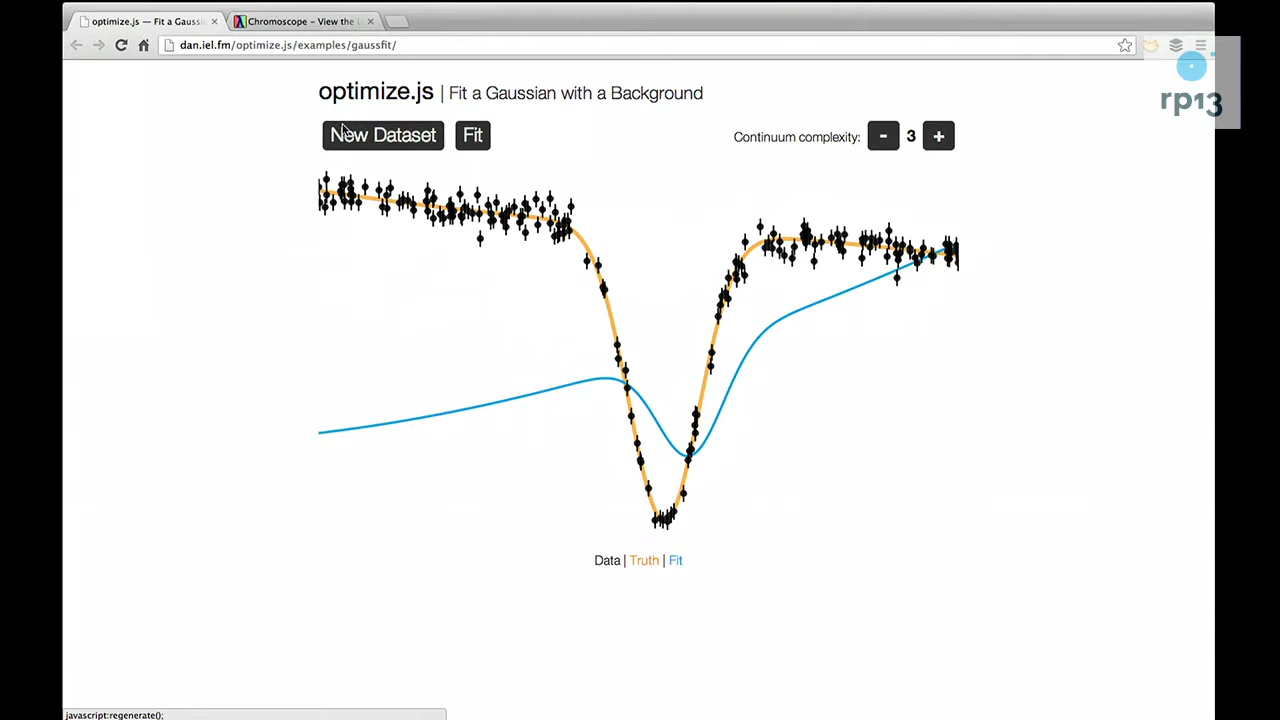 optimize.js — Fit a Gaussi
Chromoscope – View the
dan.iel.fm/optimize.js/examples/gaussfit/
rp13
optimize.js | Fit a Gaussian with a Background
New Dataset Fit Continuum complexity: - 3 +
Data | Truth | Fit
javascript:regenerate();